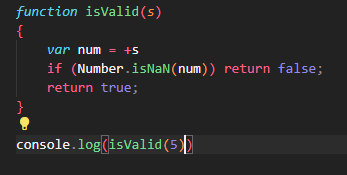 function isValid(s)
{
    var num = +s
    if (Number.isNaN(num)) return false;
    return true;
}
console.log(isValid(5))